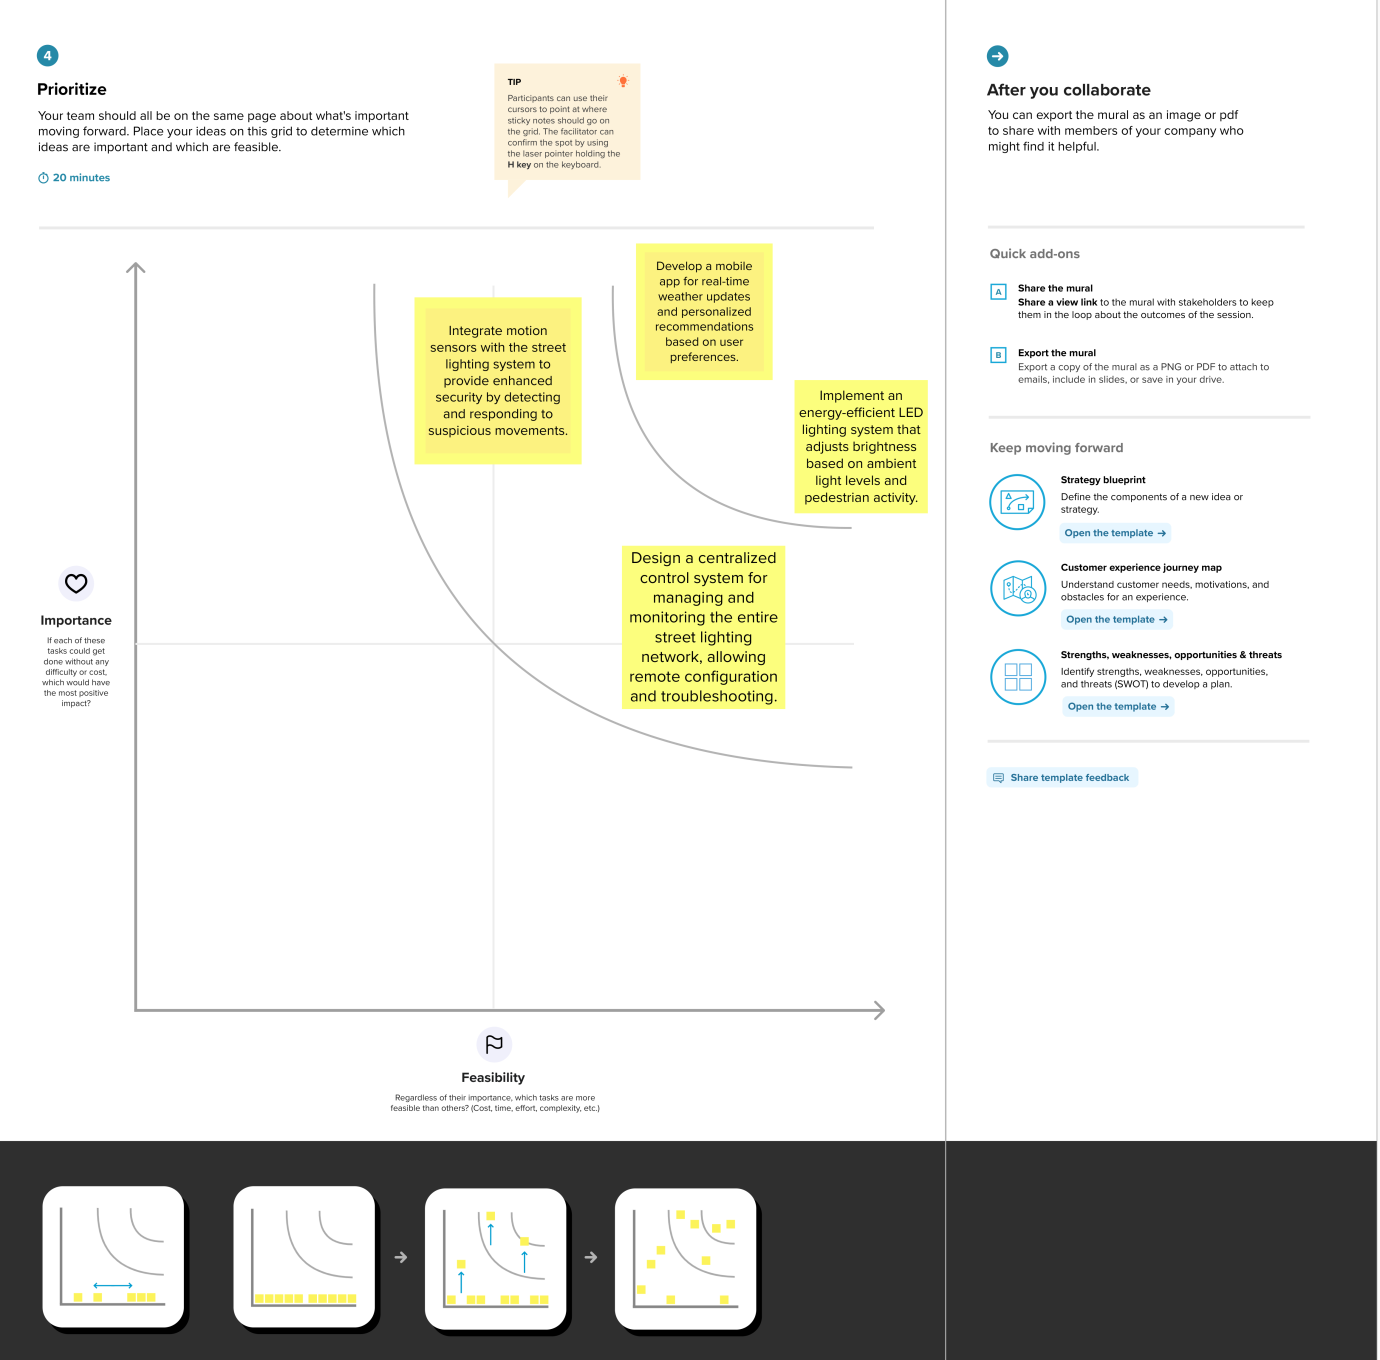 4
Prioritize
Your team should all be on the same page about what's important
moving forward. Place your ideas on this grid to determine which
ideas are important and which are feasible.
20 minutes
TIP
Participants can use their
cursors to point at where
sticky notes should go on
the grid. The facilitator can
confirm the spot by using
the laser pointer holding the
H key on the keyboard.
Develop a mobile
app for real-time
weather updates
and personalized
recommendations
based on user
preferences.
Integrate motion
sensors with the street
lighting system to
provide enhanced
security by detecting
and responding to
suspicious movements.
Implement an
energy-efficient LED
lighting system that
adjusts brightness
based on ambient
light levels and
pedestrian activity.
Design a centralized
control system for
managing and
monitoring the entire
street lighting
network, allowing
remote configuration
and troubleshooting.
Importance
If each of these
tasks could get
done without any
difficulty or cost,
which would have
the most positive
impact?
Feasibility
Regardless of their importance, which tasks are more
feasible than others? (Cost, time, effort, complexity, etc.)
After you collaborate
You can export the mural as an image or pdf
to share with members of your company who
might find it helpful.
Quick add-ons
A
Share the mural
Share a view link to the mural with stakeholders to keep
them in the loop about the outcomes of the session.
B
Export the mural
Export a copy of the mural as a PNG or PDF to attach to
emails, include in slides, or save in your drive.
Keep moving forward
Strategy blueprint
Define the components of a new idea or
strategy.
Open the template →
Customer experience journey map
Understand customer needs, motivations, and
obstacles for an experience.
Open the template →
Strengths, weaknesses, opportunities & threats
Identify strengths, weaknesses, opportunities,
and threats (SWOT) to develop a plan.
Open the template →
Share template feedback